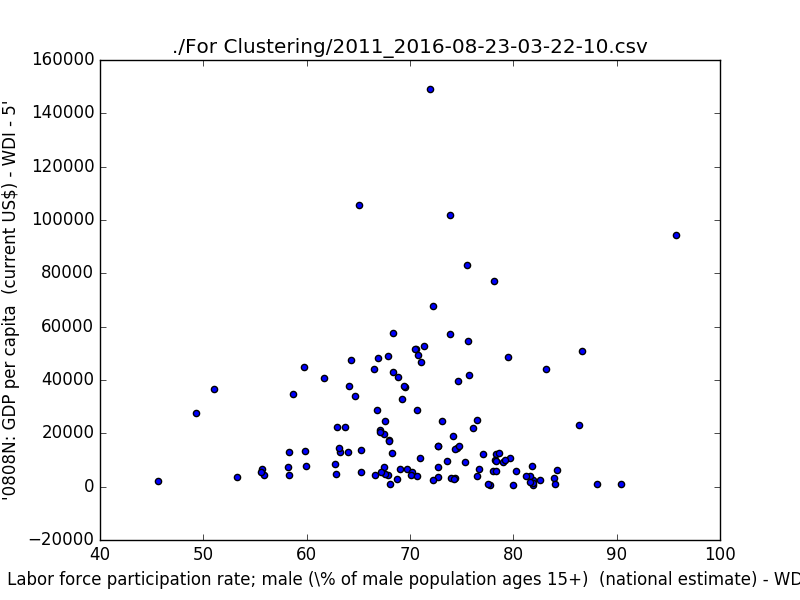 ./For Clustering/2011_2016-08-23-03-22-10.csv
160000
140000
120000
100000
80000
60000
40000
20000
0
−20000
'0808N: GDP per capita  (current US$) - WDI - 5'
40 50 60 70 80 90 100
Labor force participation rate; male (\% of male population ages 15+)  (national estimate) - WD